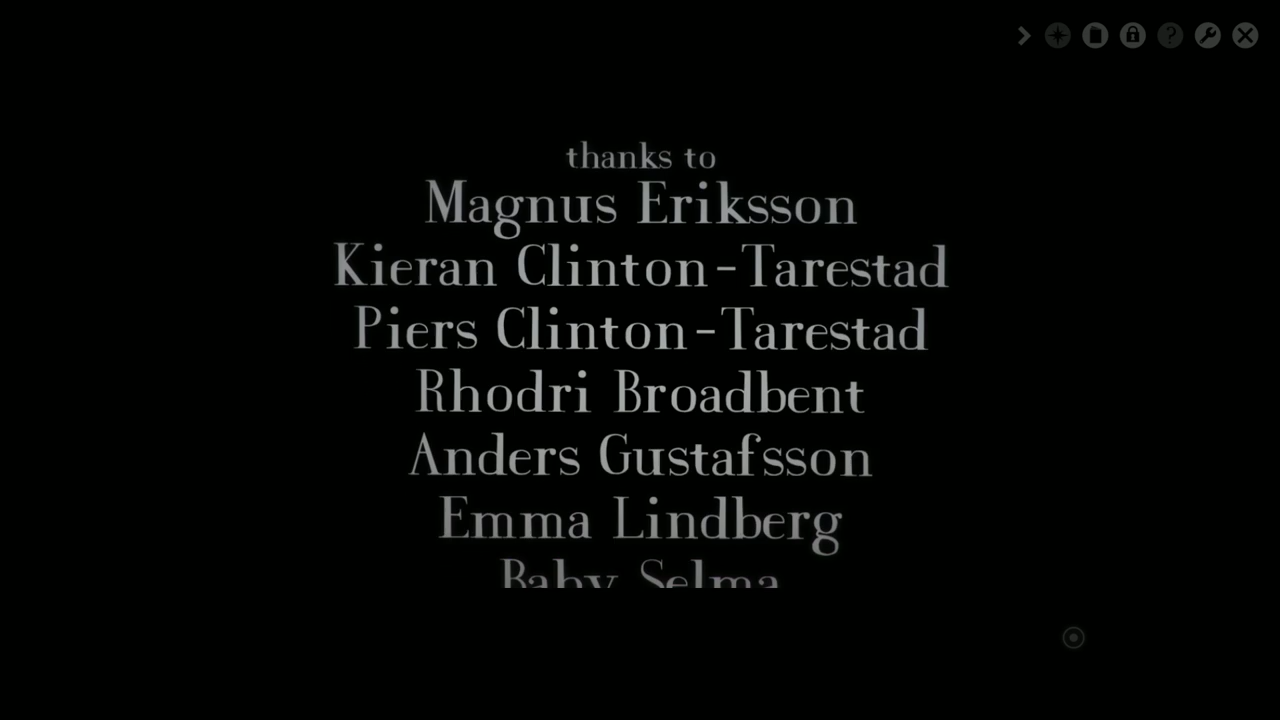 thanks to
Magnus Eriksson
Kieran Clinton-Tarestad
Piers Clinton-Tarestad
Rhodri Broadbent
Anders Gustafsson
Emma Lindberg
Baby Selma